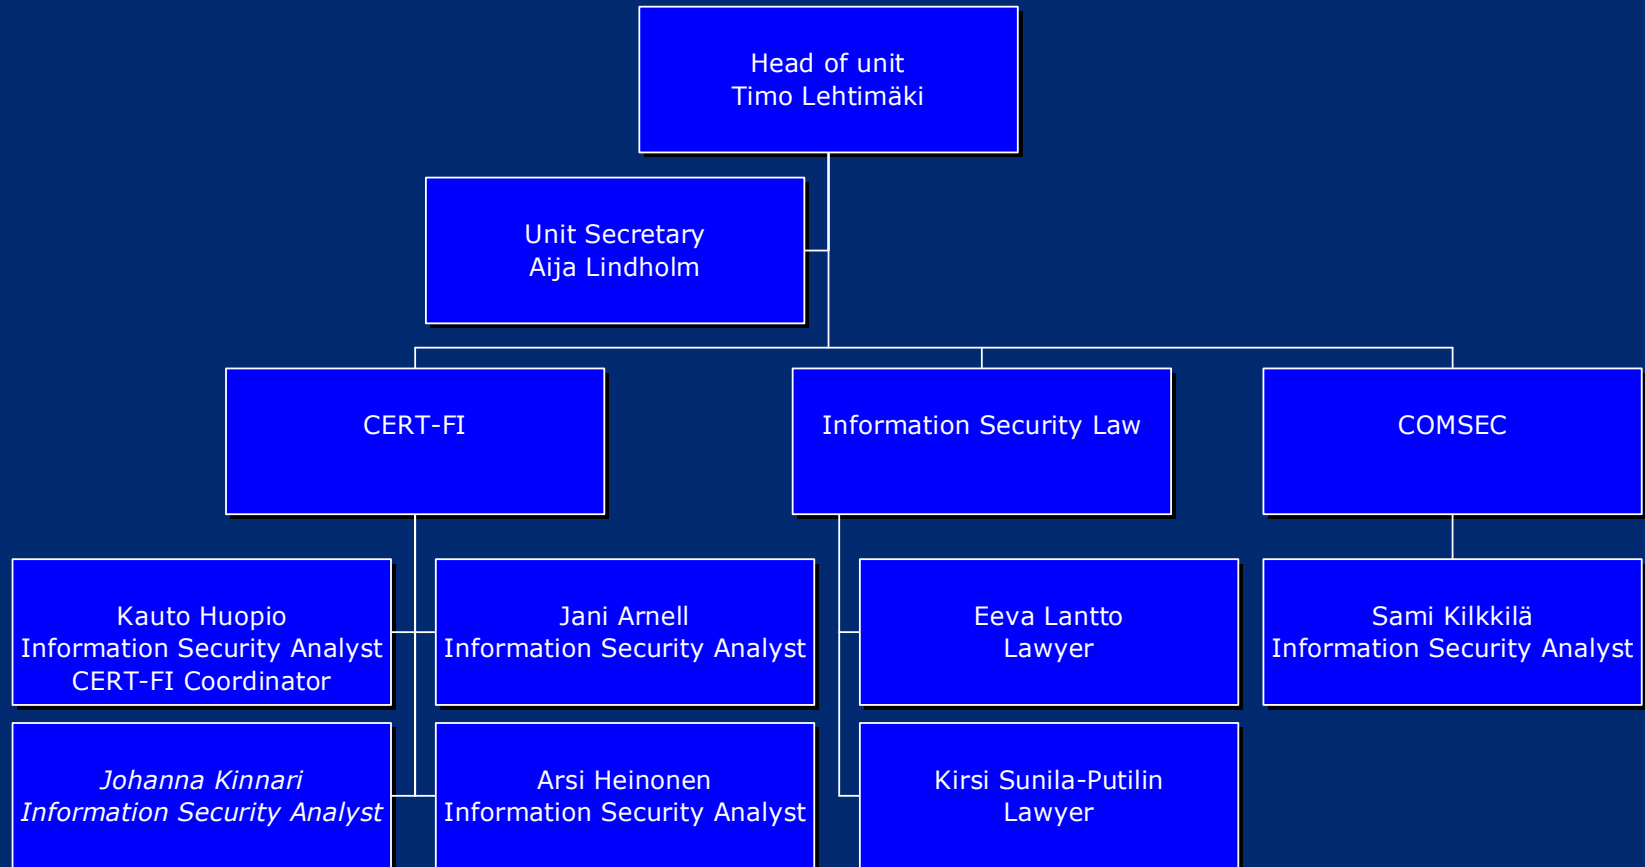 Head of unit
Timo Lehtimäki
Unit Secretary
Aija Lindholm
CERT-FI
Information Security Law
COMSEC
Kauto Huopio
Information Security Analyst
CERT-FI Coordinator
Jani Arnell
Information Security Analyst
Eeva Lantto
Lawyer
Sami Kilkkilä
Information Security Analyst
Johanna Kinnari
Information Security Analyst
Arsi Heinonen
Information Security Analyst
Kirsi Sunila-Putilin
Lawyer